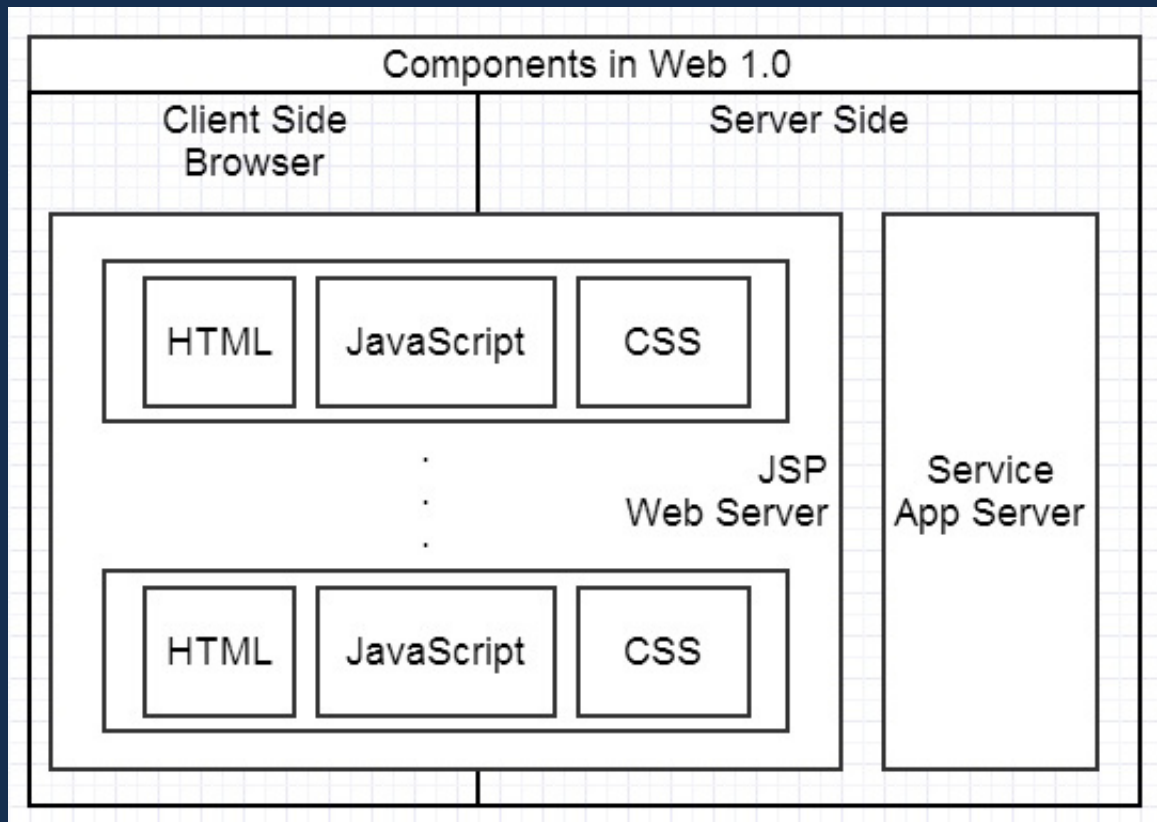 Components in Web 1.0
Client Side
Browser
Server Side
HTML
JavaScript
CSS
.
.
.
JSP
Web Server
Service
App Server
HTML
JavaScript
CSS